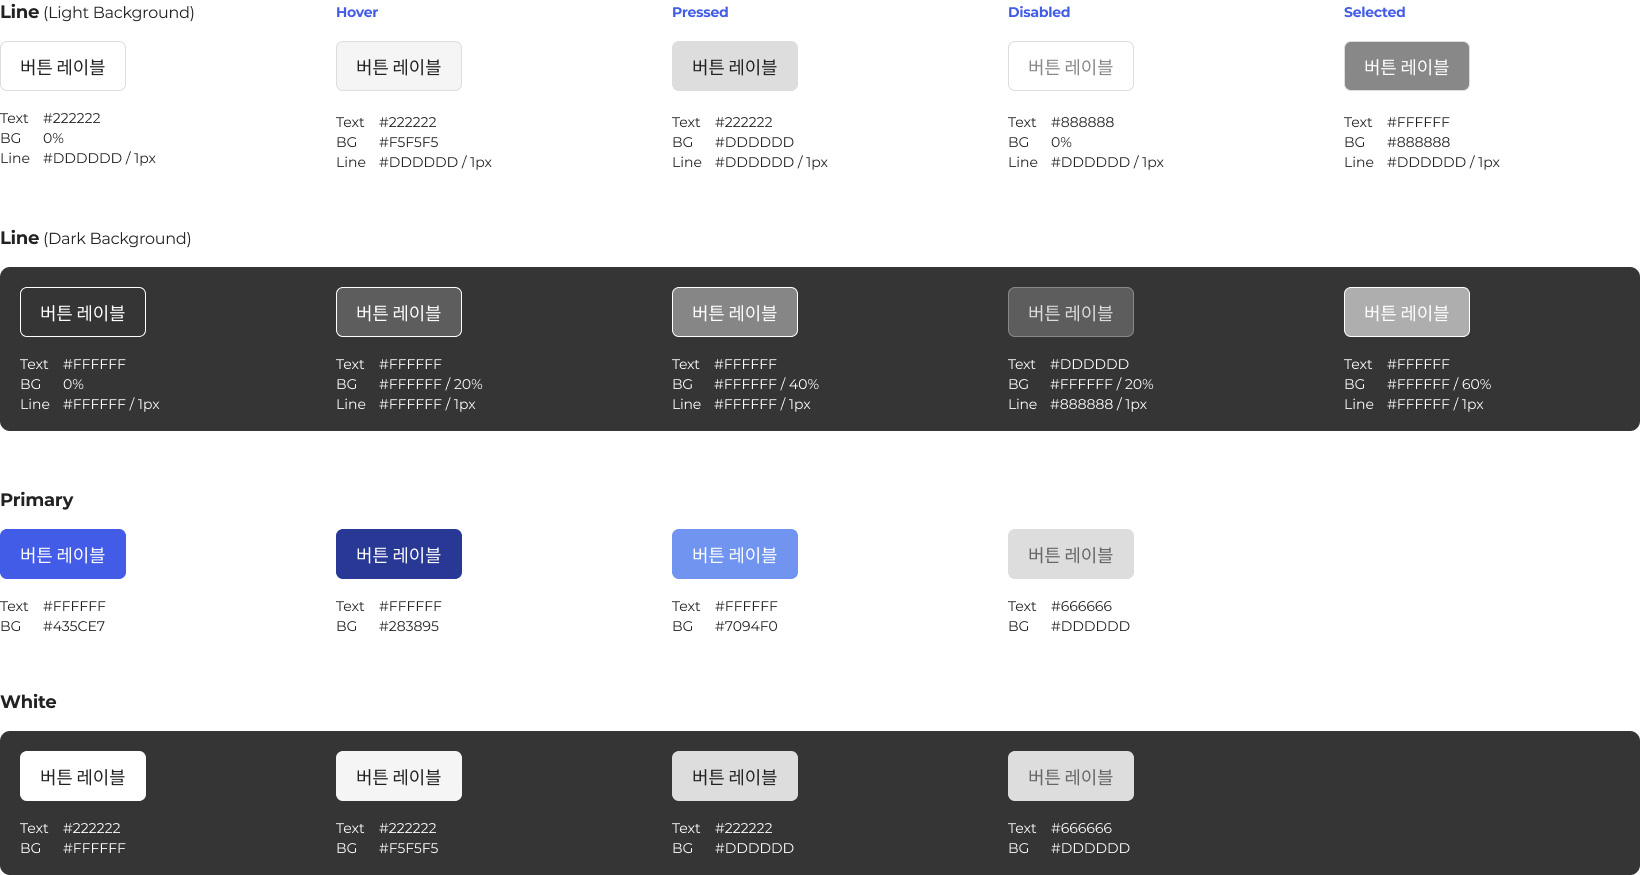 Line (Light Background) Hover Pressed Disabled Selected
버튼 레이블 버튼 레이블 버튼 레이블 버튼 레이블 버튼 레이블
Text #222222 Text #222222 Text #222222 Text #888888 Text #FFFFFF
BG 0% BG #F5F5F5 BG #DDDDDD BG 0% BG #888888
Line #DDDDDD / 1px Line #DDDDDD / 1px Line #DDDDDD / 1px Line #DDDDDD / 1px Line #DDDDDD / 1px
Line (Dark Background)
버튼 레이블 버튼 레이블 버튼 레이블 버튼 레이블 버튼 레이블
Text #FFFFFF Text #FFFFFF Text #FFFFFF Text #DDDDDD Text #FFFFFF
BG 0% BG #FFFFFF / 20% BG #FFFFFF / 40% BG #FFFFFF / 20% BG #FFFFFF / 60%
Line #FFFFFF / 1px Line #FFFFFF / 1px Line #FFFFFF / 1px Line #888888 / 1px Line #FFFFFF / 1px
Primary
버튼 레이블 버튼 레이블 버튼 레이블 버튼 레이블
Text #FFFFFF Text #FFFFFF Text #FFFFFF Text #666666
BG #435CE7 BG #283895 BG #7094F0 BG #DDDDDD
White
버튼 레이블 버튼 레이블 버튼 레이블 버튼 레이블
Text #222222 Text #222222 Text #222222 Text #666666
BG #FFFFFF BG #F5F5F5 BG #DDDDDD BG #DDDDDD